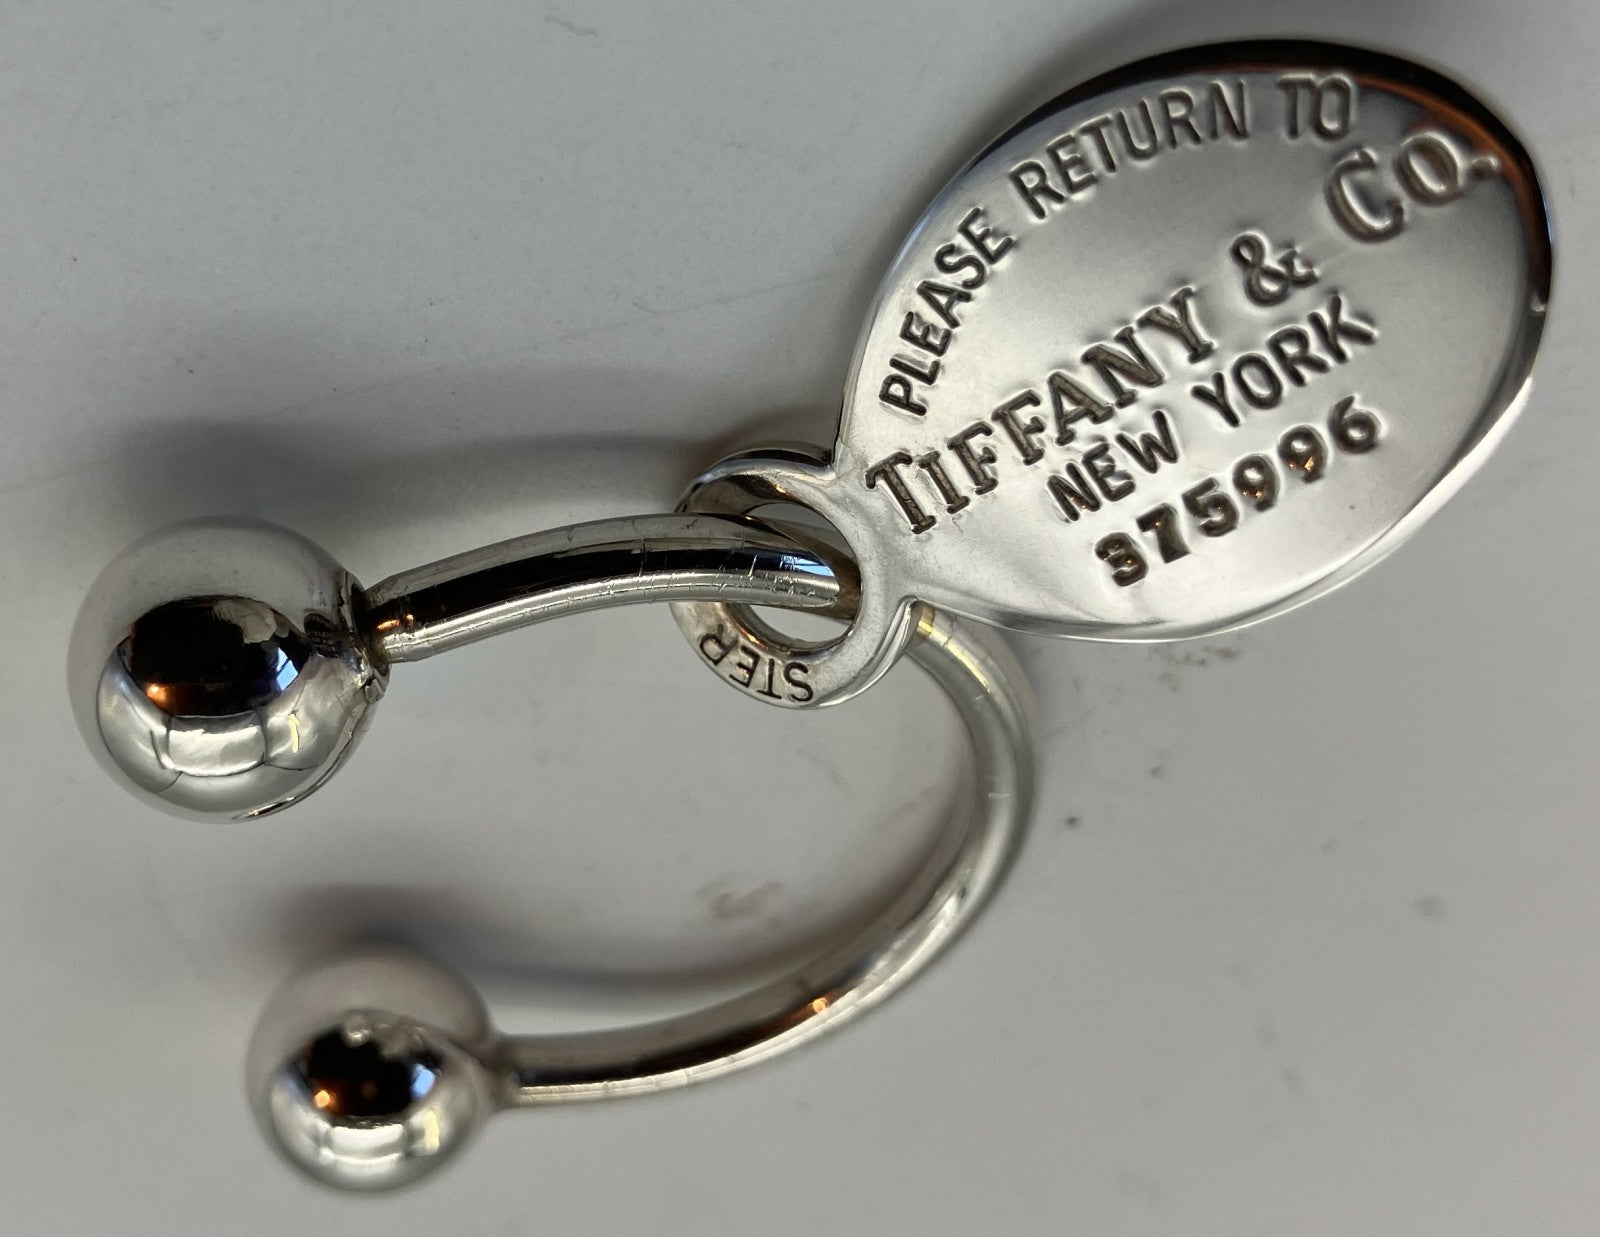 PLEASE RETURN TO
TIFFANY & CO.
NEW YORK
375996
STER